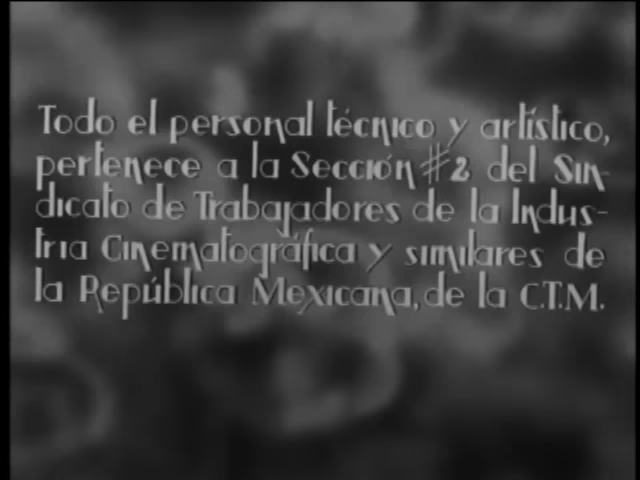 Todo el personal técnico y artístico,
pertenece a la Sección #2 del Sin-
dicato de Trabajadores de la Indus-
tria Cinematográfica y similares de
la República Mexicana, de la C.T.M.